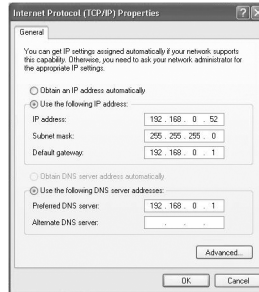 Internet Protocol (TCP/IP) Properties
General
You can get IP settings assigned automatically if your network supports
this capability. Otherwise, you need to ask your network administrator for
the appropriate IP settings.
Obtain an IP address automatically
Use the following IP address:
IP address: 192 . 168 . 0 . 52
Subnet mask: 255 . 255 . 255 . 0
Default gateway: 192 . 168 . 0 . 1
Obtain DNS server address automatically
Use the following DNS server addresses:
Preferred DNS server: 192 . 168 . 0 . 1
Alternate DNS server: . . .
Advanced...
OK Cancel